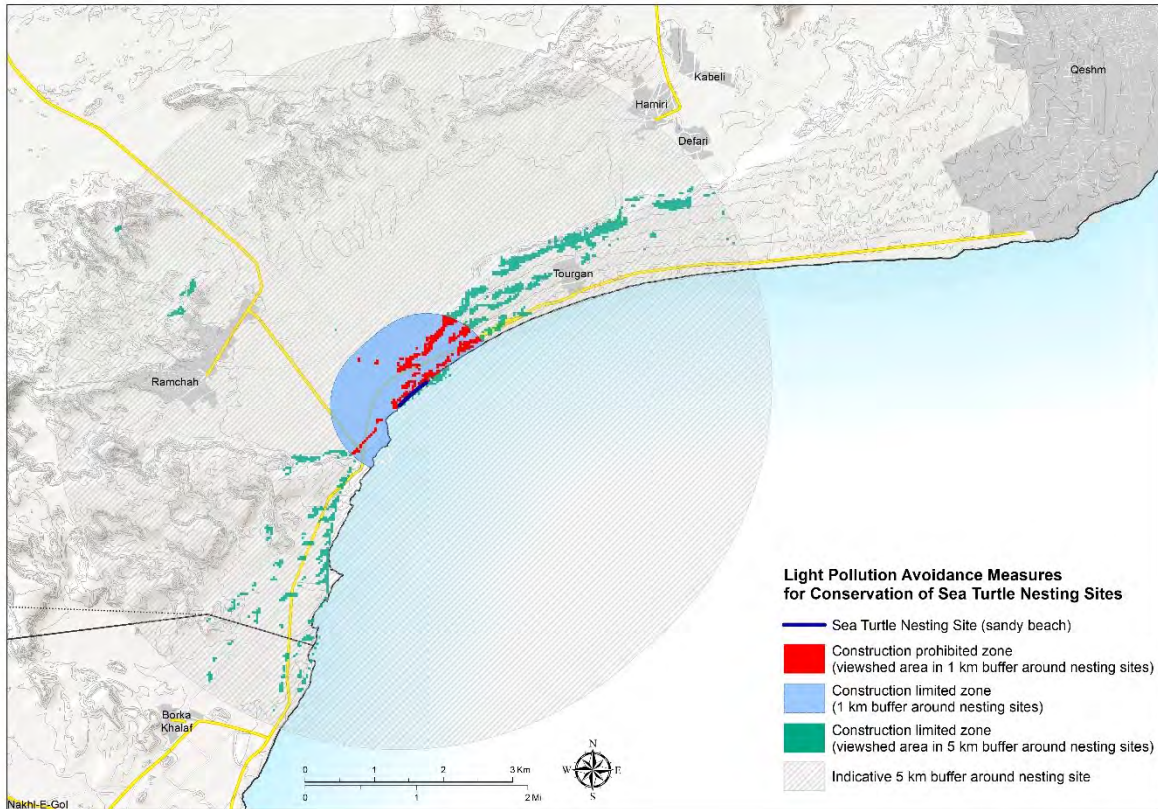 Kabeli
Qeshm
Hamiri
Defari
Tourgan
Ramchah
Borka
Khalaf
Nakhl-E-Gol
Light Pollution Avoidance Measures
for Conservation of Sea Turtle Nesting Sites
Sea Turtle Nesting Site (sandy beach)
Construction prohibited zone
(viewshed area in 1 km buffer around nesting sites)
Construction limited zone
(1 km buffer around nesting sites)
Construction limited zone
(viewshed area in 5 km buffer around nesting sites)
Indicative 5 km buffer around nesting site
0 1 2 3 Km
0 1 2 Mi
N
W E
S